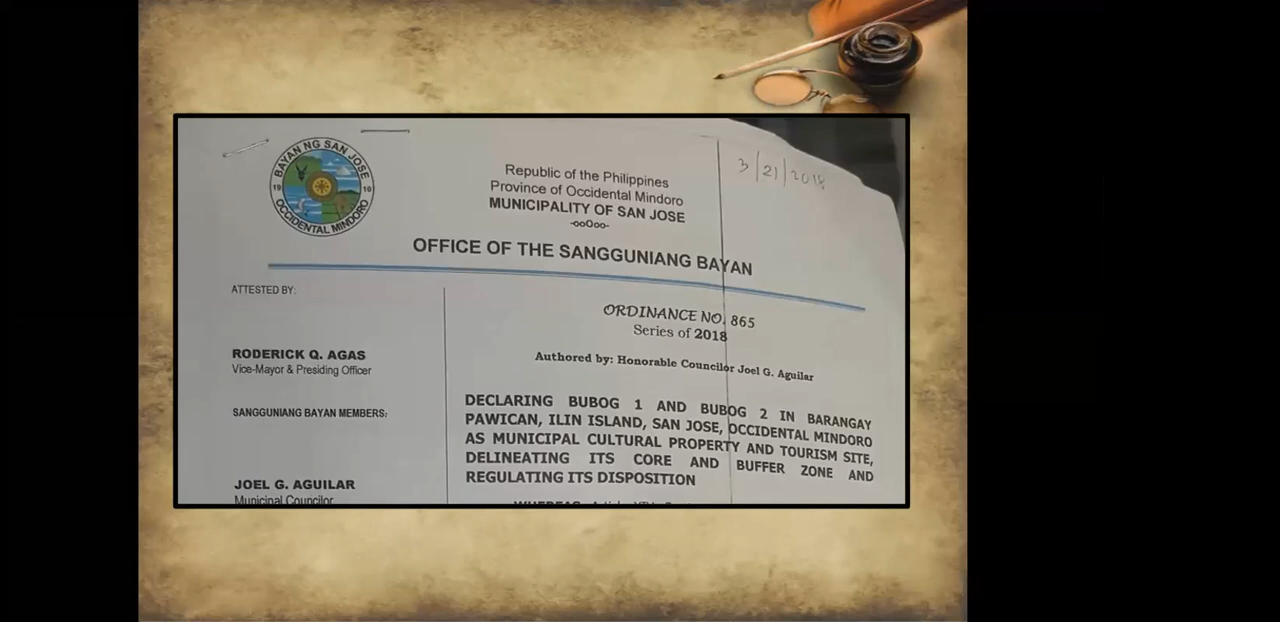 BAYAN NG SAN JOSE
19 10
OCCIDENTAL MINDORO
3/21/2018
Republic of the Philippines
Province of Occidental Mindoro
MUNICIPALITY OF SAN JOSE
-ooOoo-
OFFICE OF THE SANGGUNIANG BAYAN
ATTESTED BY:
RODERICK Q. AGAS
Vice-Mayor & Presiding Officer
SANGGUNIANG BAYAN MEMBERS:
JOEL G. AGUILAR
Municipal Councilor
ORDINANCE NO. 865
Series of 2018
Authored by: Honorable Councilor Joel G. Aguilar
DECLARING BUBOG 1 AND BUBOG 2 IN BARANGAY
PAWICAN, ILIN ISLAND, SAN JOSE, OCCIDENTAL MINDORO
AS MUNICIPAL CULTURAL PROPERTY AND TOURISM SITE,
DELINEATING ITS CORE AND BUFFER ZONE AND
REGULATING ITS DISPOSITION